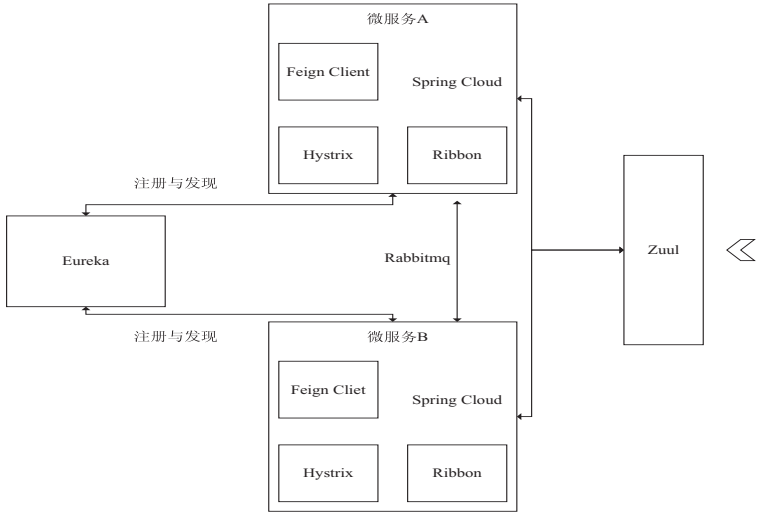 微服务A
Feign Client
Spring Cloud
Hystrix
Ribbon
注册与发现
Eureka
Rabbitmq
Zuul
注册与发现
微服务B
Feign Cliet
Spring Cloud
Hystrix
Ribbon